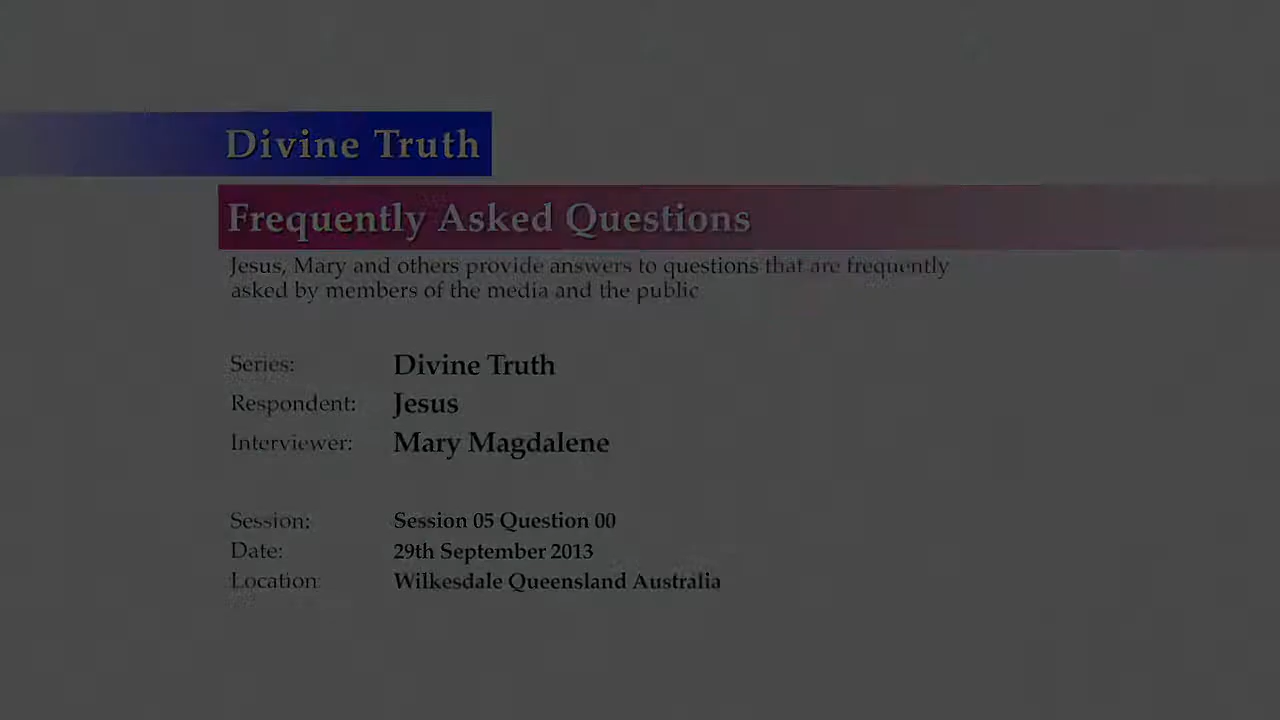 Divine Truth
Frequently Asked Questions
Jesus, Mary and others provide answers to questions that are frequently
asked by members of the media and the public
Series: Divine Truth
Respondent: Jesus
Interviewer: Mary Magdalene
Session: Session 05 Question 00
Date: 29th September 2013
Location: Wilkesdale Queensland Australia